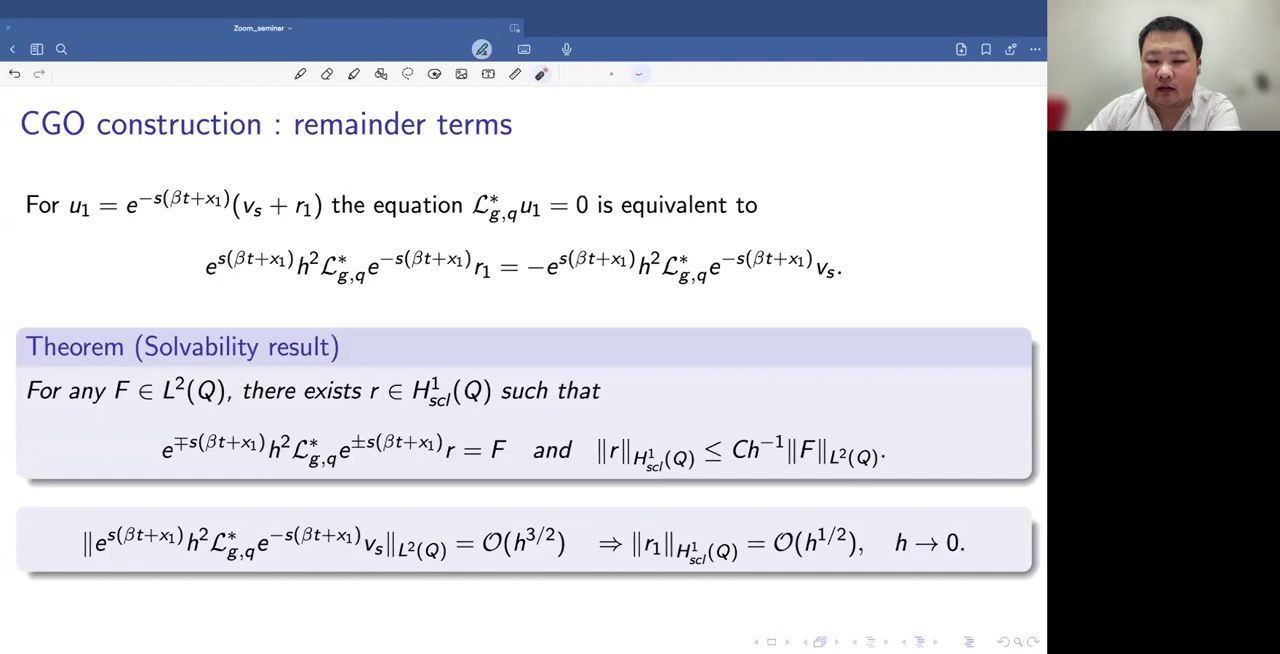 Zoom_seminar
CGO construction : remainder terms
For u₁ = e^{−s(βt+x₁)}(v_s + r₁) the equation ℒ*_{g,q}u₁ = 0 is equivalent to
e^{s(βt+x₁)}h²ℒ*_{g,q}e^{−s(βt+x₁)}r₁ = −e^{s(βt+x₁)}h²ℒ*_{g,q}e^{−s(βt+x₁)}v_s.
Theorem (Solvability result)
For any F ∈ L²(Q), there exists r ∈ H¹_{scl}(Q) such that
e^{∓s(βt+x₁)}h²ℒ*_{g,q}e^{±s(βt+x₁)}r = F and ‖r‖_{H¹_{scl}(Q)} ≤ Ch⁻¹‖F‖_{L²(Q)}.
‖e^{s(βt+x₁)}h²ℒ*_{g,q}e^{−s(βt+x₁)}v_s‖_{L²(Q)} = 𝒪(h^{3/2}) ⇒ ‖r₁‖_{H¹_{scl}(Q)} = 𝒪(h^{1/2}), h → 0.